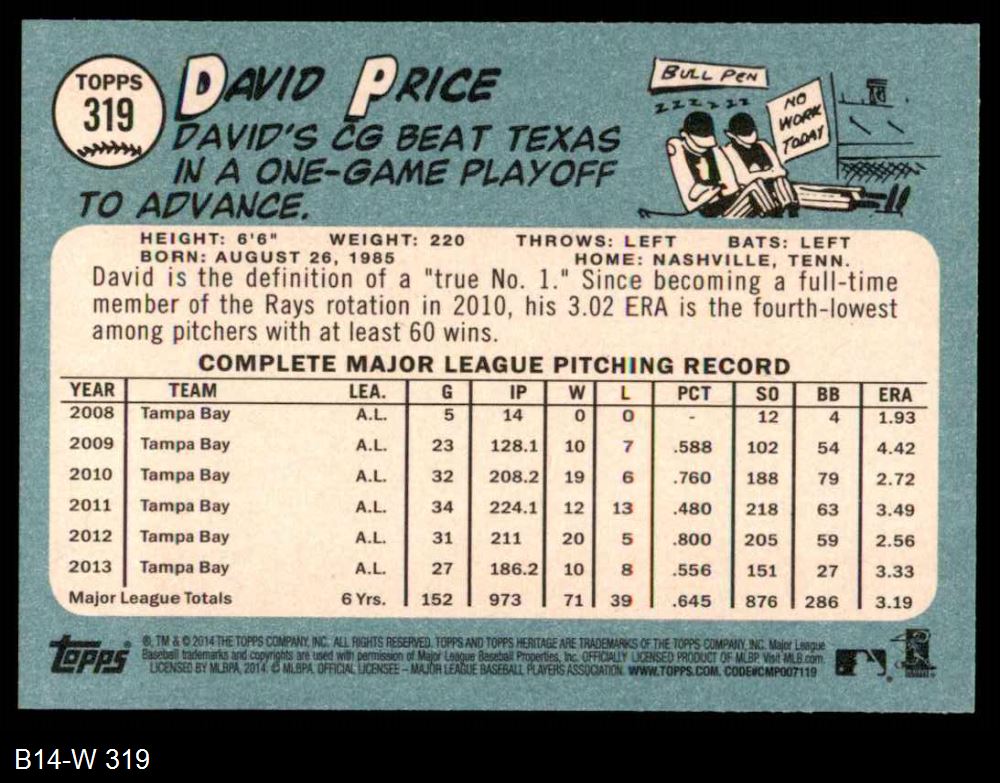 TOPPS
319
DAVID PRICE
DAVID'S CG BEAT TEXAS
IN A ONE-GAME PLAYOFF
TO ADVANCE.
BULL PEN
ZZZZZZ
NO
WORK
TODAY
HEIGHT: 6'6" WEIGHT: 220 THROWS: LEFT BATS: LEFT
BORN: AUGUST 26, 1985 HOME: NASHVILLE, TENN.
David is the definition of a "true No. 1." Since becoming a full-time
member of the Rays rotation in 2010, his 3.02 ERA is the fourth-lowest
among pitchers with at least 60 wins.
COMPLETE MAJOR LEAGUE PITCHING RECORD
YEAR TEAM LEA. G IP W L PCT SO BB ERA
2008 Tampa Bay A.L. 5 14 0 0 - 12 4 1.93
2009 Tampa Bay A.L. 23 128.1 10 7 .588 102 54 4.42
2010 Tampa Bay A.L. 32 208.2 19 6 .760 188 79 2.72
2011 Tampa Bay A.L. 34 224.1 12 13 .480 218 63 3.49
2012 Tampa Bay A.L. 31 211 20 5 .800 205 59 2.56
2013 Tampa Bay A.L. 27 186.2 10 8 .556 151 27 3.33
Major League Totals 6 Yrs. 152 973 71 39 .645 876 286 3.19
Topps
®, TM & © 2014 THE TOPPS COMPANY, INC. ALL RIGHTS RESERVED. TOPPS AND TOPPS HERITAGE ARE TRADEMARKS OF THE TOPPS COMPANY, INC. Major League
Baseball trademarks and copyrights are used with permission of Major League Baseball Properties, Inc. OFFICIALLY LICENSED PRODUCT OF MLBP. Visit MLB.com.
LICENSED BY MLBPA, 2014. © MLBPA. OFFICIAL LICENSEE – MAJOR LEAGUE BASEBALL PLAYERS ASSOCIATION. WWW.TOPPS.COM. CODE#CMP007119
B14-W 319